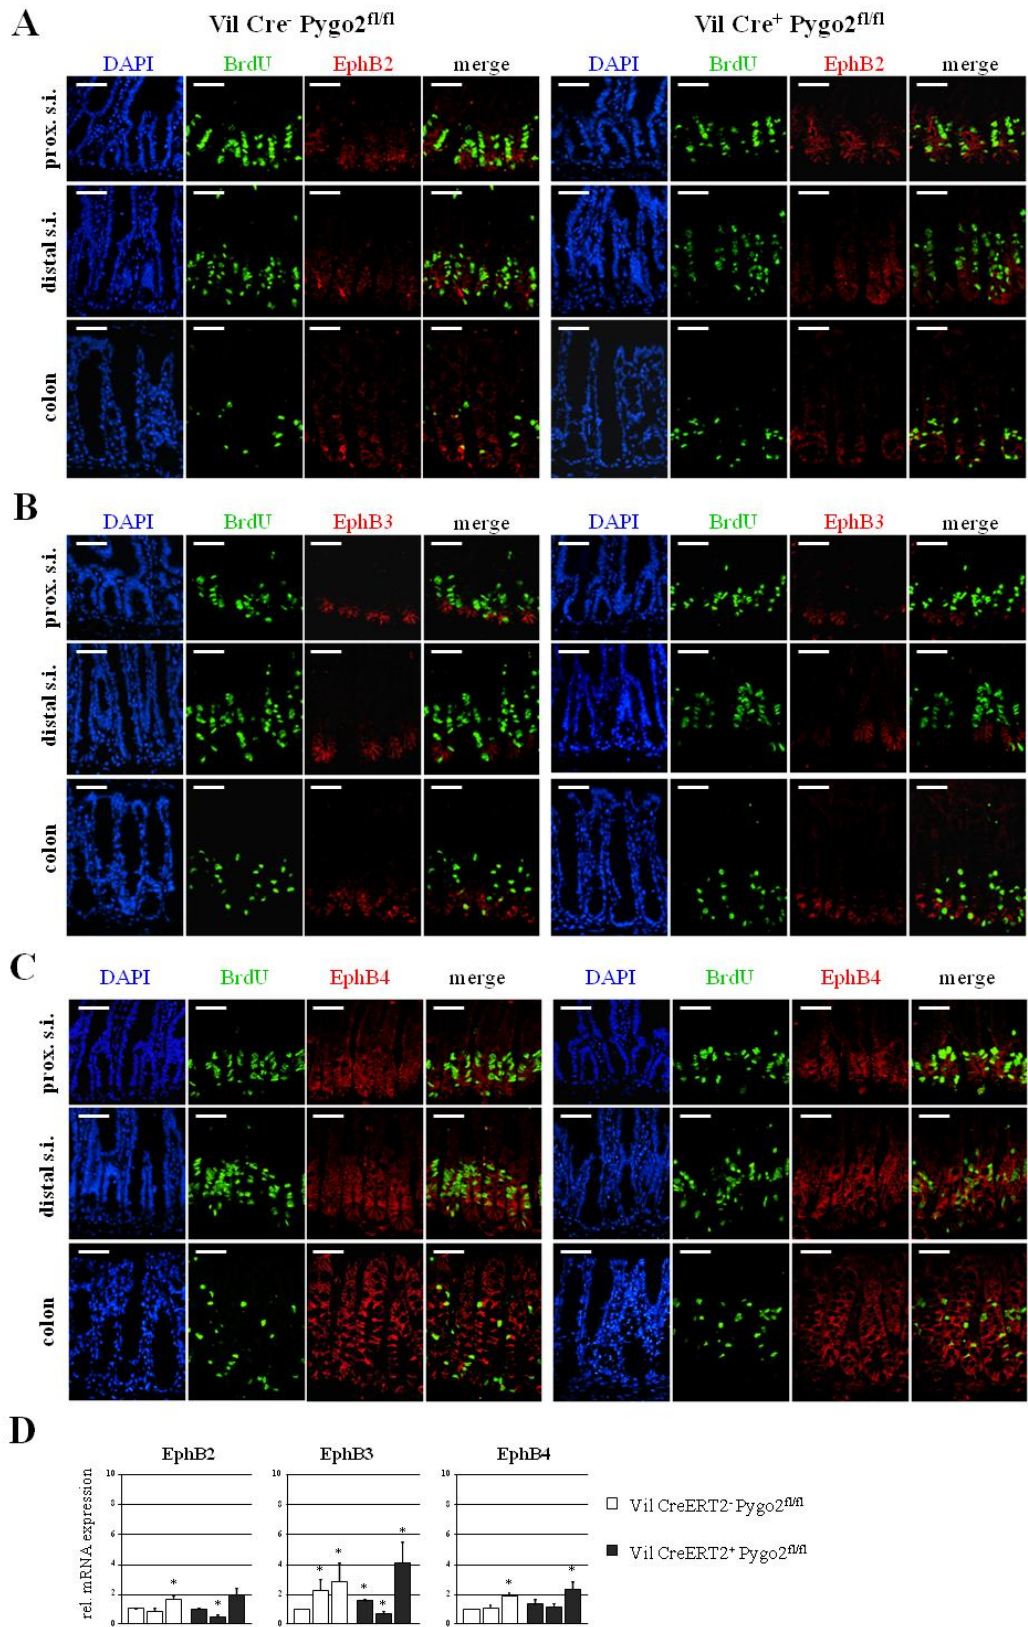 A
Vil Cre⁻ Pygo2fl/fl Vil Cre⁺ Pygo2fl/fl
DAPI BrdU EphB2 merge DAPI BrdU EphB2 merge
prox. s.i.
distal s.i.
colon
B
DAPI BrdU EphB3 merge DAPI BrdU EphB3 merge
prox. s.i.
distal s.i.
colon
C
DAPI BrdU EphB4 merge DAPI BrdU EphB4 merge
prox. s.i.
distal s.i.
colon
D
EphB2 EphB3 EphB4
rel. mRNA expression
10 10 10
8 8 8
6 6 6
4 4 4
2 2 2
0 0 0
* * * * * * * * *
Vil CreERT2⁻ Pygo2fl/fl
Vil CreERT2⁺ Pygo2fl/fl